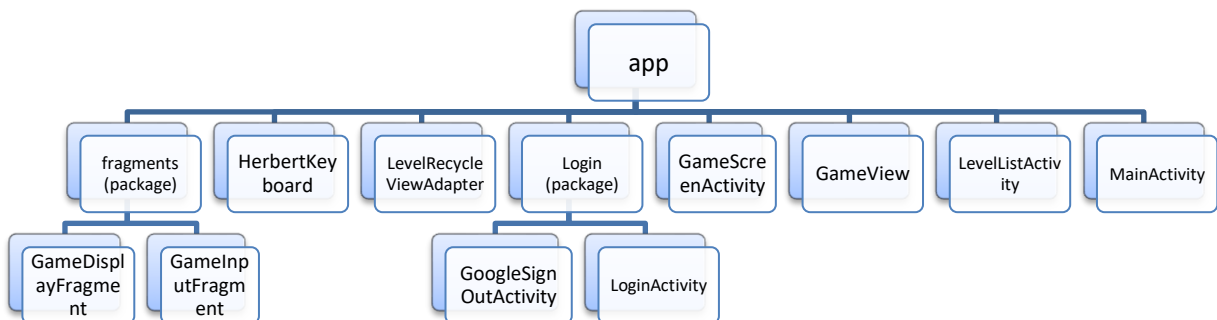 app
fragments
(package)
HerbertKey
board
LevelRecycle
ViewAdapter
Login
(package)
GameScre
enActivity
GameView
LevelListActiv
ity
MainActivity
GameDispl
ayFragme
nt
GameInp
utFragm
ent
GoogleSign
OutActivity
LoginActivity